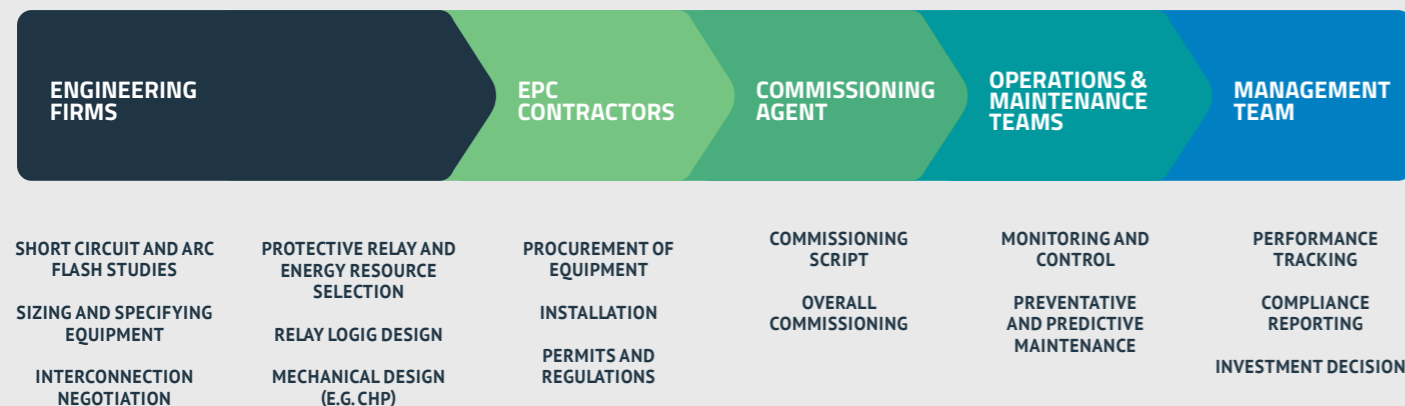 ENGINEERING
FIRMS
EPC
CONTRACTORS
COMMISSIONING
AGENT
OPERATIONS &
MAINTENANCE
TEAMS
MANAGEMENT
TEAM
SHORT CIRCUIT AND ARC
FLASH STUDIES
SIZING AND SPECIFYING
EQUIPMENT
INTERCONNECTION
NEGOTIATION
PROTECTIVE RELAY AND
ENERGY RESOURCE
SELECTION
RELAY LOGIG DESIGN
MECHANICAL DESIGN
(E.G. CHP)
PROCUREMENT OF
EQUIPMENT
INSTALLATION
PERMITS AND
REGULATIONS
COMMISSIONING
SCRIPT
OVERALL
COMMISSIONING
MONITORING AND
CONTROL
PREVENTATIVE
AND PREDICTIVE
MAINTENANCE
PERFORMANCE
TRACKING
COMPLIANCE
REPORTING
INVESTMENT DECISION